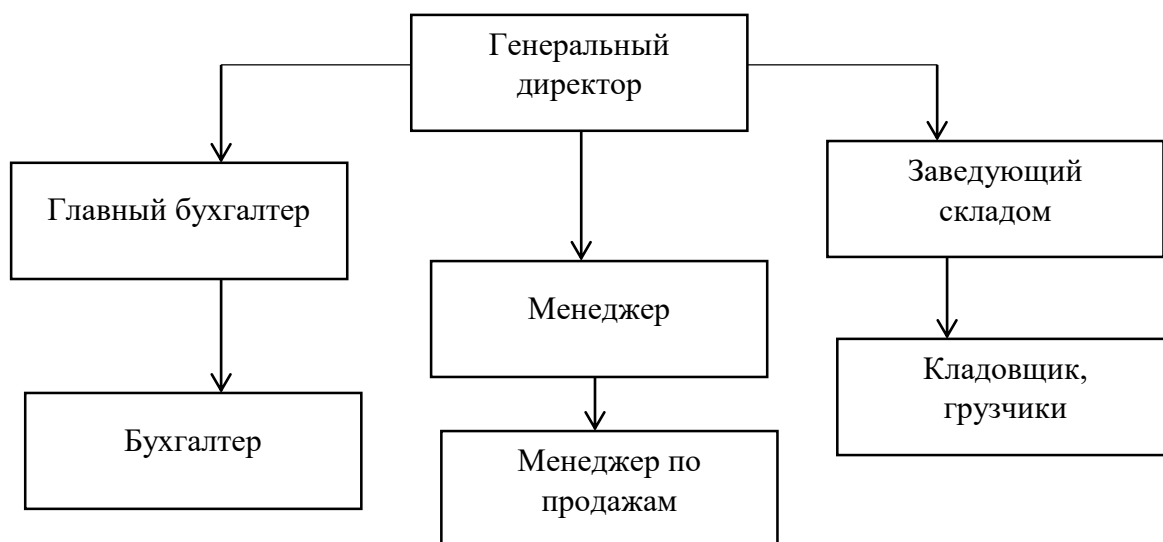 Генеральный
директор
Главный бухгалтер
Заведующий
складом
Менеджер
Кладовщик,
грузчики
Бухгалтер
Менеджер по
продажам